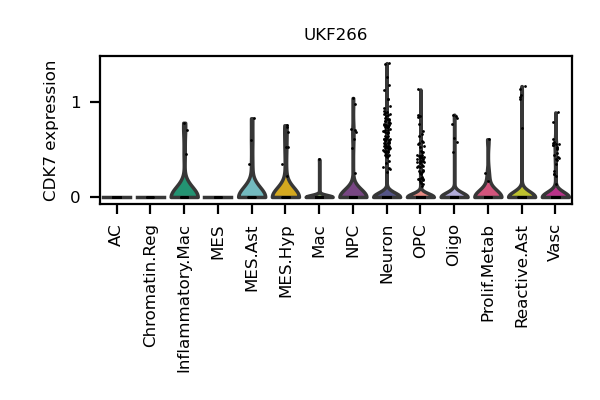 UKF266
CDK7 expression
1
0
AC
Chromatin.Reg
Inflammatory.Mac
MES
MES.Ast
MES.Hyp
Mac
NPC
Neuron
OPC
Oligo
Prolif.Metab
Reactive.Ast
Vasc